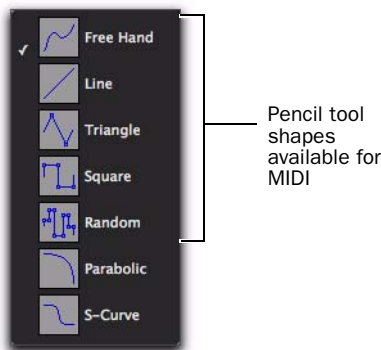 Free Hand
Line
Triangle
Square
Random
Parabolic
S-Curve
Pencil tool
shapes
available for
MIDI